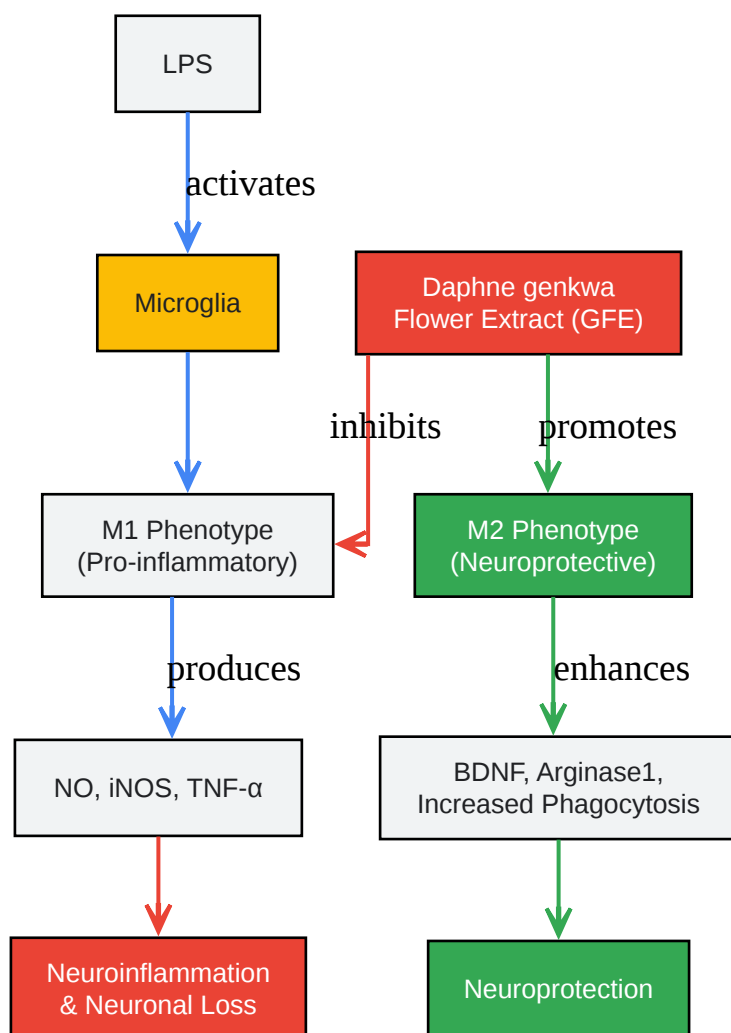 LPS
activates
Microglia
Daphne genkwa
Flower Extract (GFE)
inhibits
promotes
M1 Phenotype
(Pro-inflammatory)
M2 Phenotype
(Neuroprotective)
produces
enhances
NO, iNOS, TNF-α
BDNF, Arginase1,
Increased Phagocytosis
Neuroinflammation
& Neuronal Loss
Neuroprotection